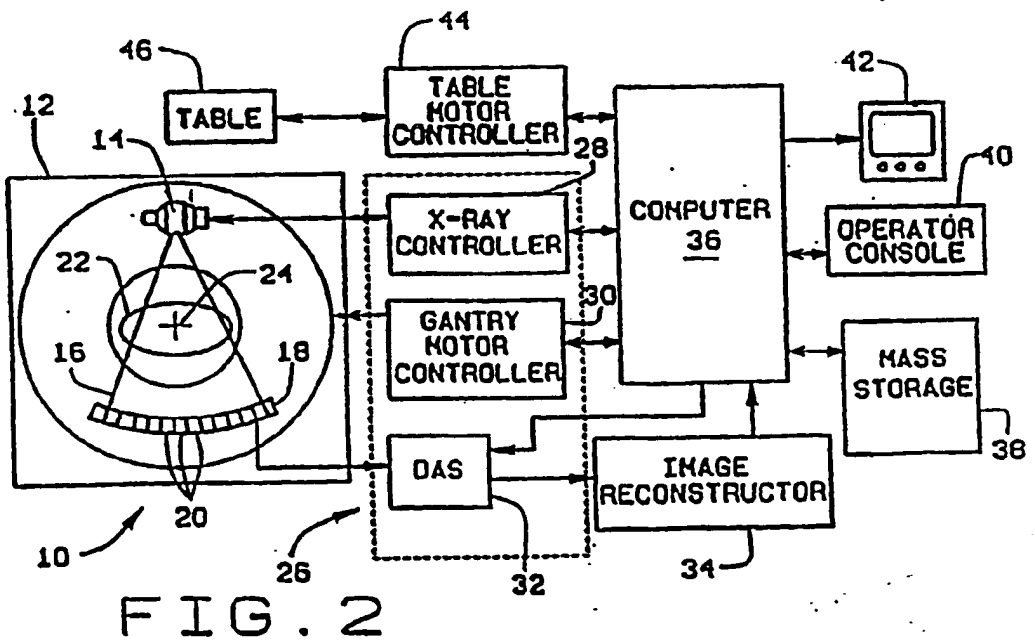 44
46
42
TABLE
MOTOR
CONTROLLER
TABLE
12
14
28
40
X-RAY
CONTROLLER
COMPUTER
36
OPERATOR
CONSOLE
22
24
30
GANTRY
MOTOR
CONTROLLER
MASS
STORAGE
16
18
38
DAS
IMAGE
RECONSTRUCTOR
20
10
26
32
34
FIG. 2